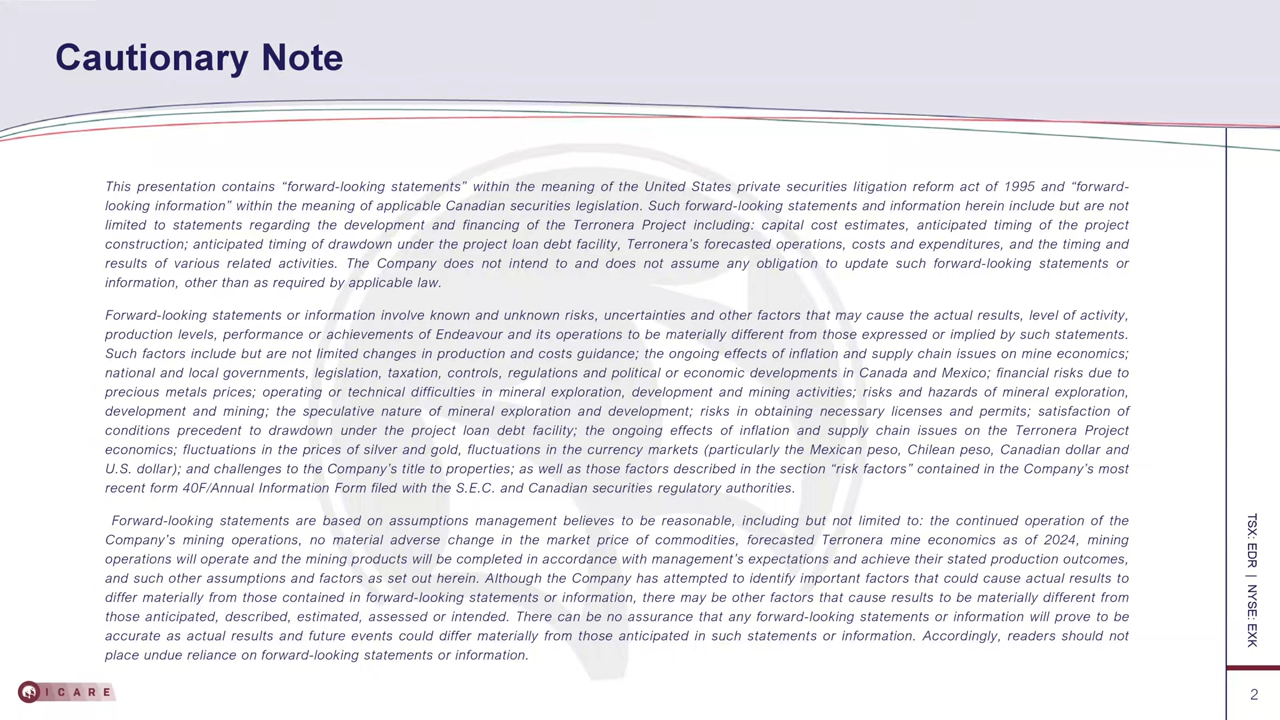 Cautionary Note
This presentation contains “forward-looking statements” within the meaning of the United States private securities litigation reform act of 1995 and “forward-
looking information” within the meaning of applicable Canadian securities legislation. Such forward-looking statements and information herein include but are not
limited to statements regarding the development and financing of the Terronera Project including: capital cost estimates, anticipated timing of the project
construction; anticipated timing of drawdown under the project loan debt facility, Terronera’s forecasted operations, costs and expenditures, and the timing and
results of various related activities. The Company does not intend to and does not assume any obligation to update such forward-looking statements or
information, other than as required by applicable law.
Forward-looking statements or information involve known and unknown risks, uncertainties and other factors that may cause the actual results, level of activity,
production levels, performance or achievements of Endeavour and its operations to be materially different from those expressed or implied by such statements.
Such factors include but are not limited changes in production and costs guidance; the ongoing effects of inflation and supply chain issues on mine economics;
national and local governments, legislation, taxation, controls, regulations and political or economic developments in Canada and Mexico; financial risks due to
precious metals prices; operating or technical difficulties in mineral exploration, development and mining activities; risks and hazards of mineral exploration,
development and mining; the speculative nature of mineral exploration and development; risks in obtaining necessary licenses and permits; satisfaction of
conditions precedent to drawdown under the project loan debt facility; the ongoing effects of inflation and supply chain issues on the Terronera Project
economics; fluctuations in the prices of silver and gold, fluctuations in the currency markets (particularly the Mexican peso, Chilean peso, Canadian dollar and
U.S. dollar); and challenges to the Company’s title to properties; as well as those factors described in the section “risk factors” contained in the Company’s most
recent form 40F/Annual Information Form filed with the S.E.C. and Canadian securities regulatory authorities.
Forward-looking statements are based on assumptions management believes to be reasonable, including but not limited to: the continued operation of the
Company’s mining operations, no material adverse change in the market price of commodities, forecasted Terronera mine economics as of 2024, mining
operations will operate and the mining products will be completed in accordance with management’s expectations and achieve their stated production outcomes,
and such other assumptions and factors as set out herein. Although the Company has attempted to identify important factors that could cause actual results to
differ materially from those contained in forward-looking statements or information, there may be other factors that cause results to be materially different from
those anticipated, described, estimated, assessed or intended. There can be no assurance that any forward-looking statements or information will prove to be
accurate as actual results and future events could differ materially from those anticipated in such statements or information. Accordingly, readers should not
place undue reliance on forward-looking statements or information.
TSX: EDR | NYSE: EXK
ICARE
2